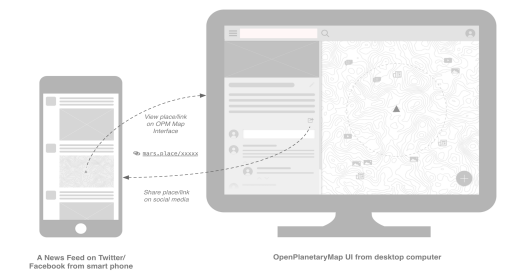 View place/link
on OPM Map
Interface
mars.place/xxxxx
Share place/link
on social media
A News Feed on Twitter/
Facebook from smart phone
OpenPlanetaryMap UI from desktop computer